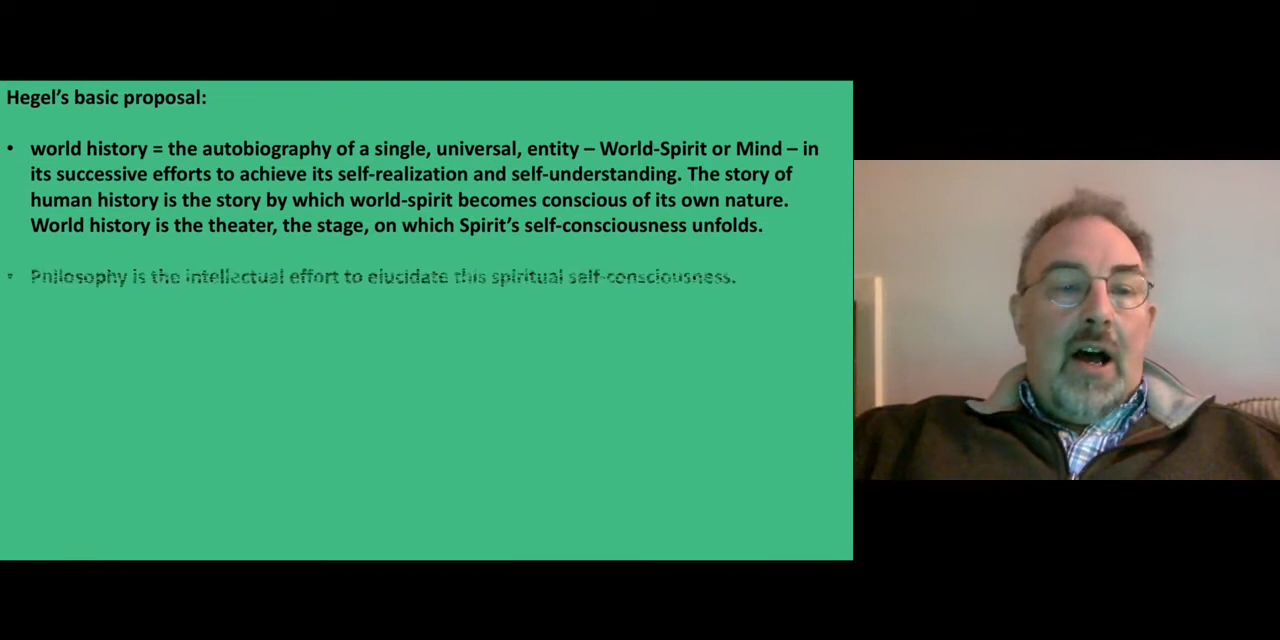 Hegel’s basic proposal:
• world history = the autobiography of a single, universal, entity – World-Spirit or Mind – in
its successive efforts to achieve its self-realization and self-understanding. The story of
human history is the story by which world-spirit becomes conscious of its own nature.
World history is the theater, the stage, on which Spirit’s self-consciousness unfolds.
• Philosophy is the intellectual effort to elucidate this spiritual self-consciousness.